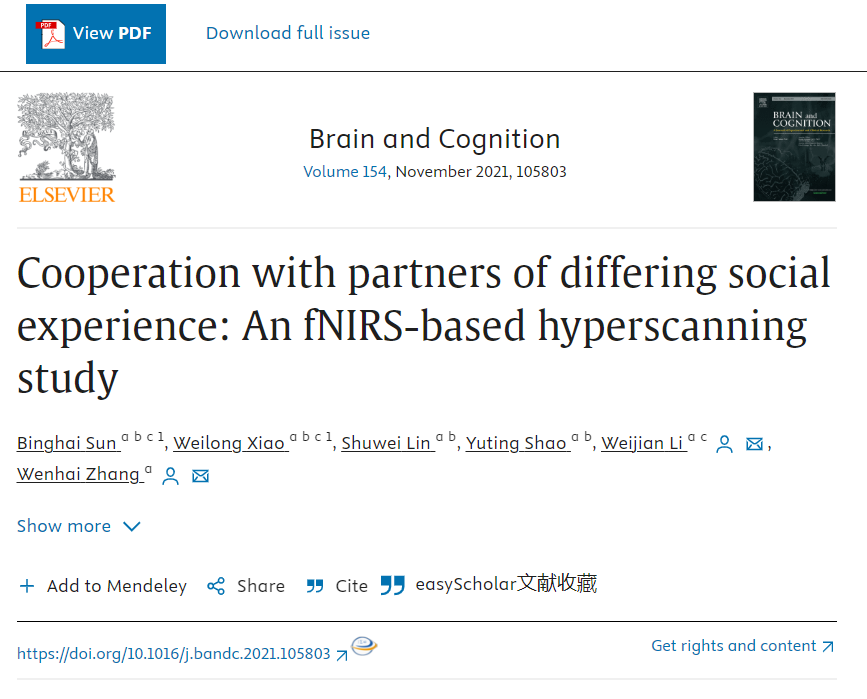 PDF View PDF Download full issue
Brain and Cognition
Volume 154, November 2021, 105803
BRAIN and
COGNITION
ELSEVIER
Cooperation with partners of differing social
experience: An fNIRS-based hyperscanning
study
Binghai Sun a b c 1, Weilong Xiao a b c 1, Shuwei Lin a b, Yuting Shao a b, Weijian Li a c ,
Wenhai Zhang a
Show more
+ Add to Mendeley Share Cite easyScholar文献收藏
https://doi.org/10.1016/j.bandc.2021.105803
Get rights and content